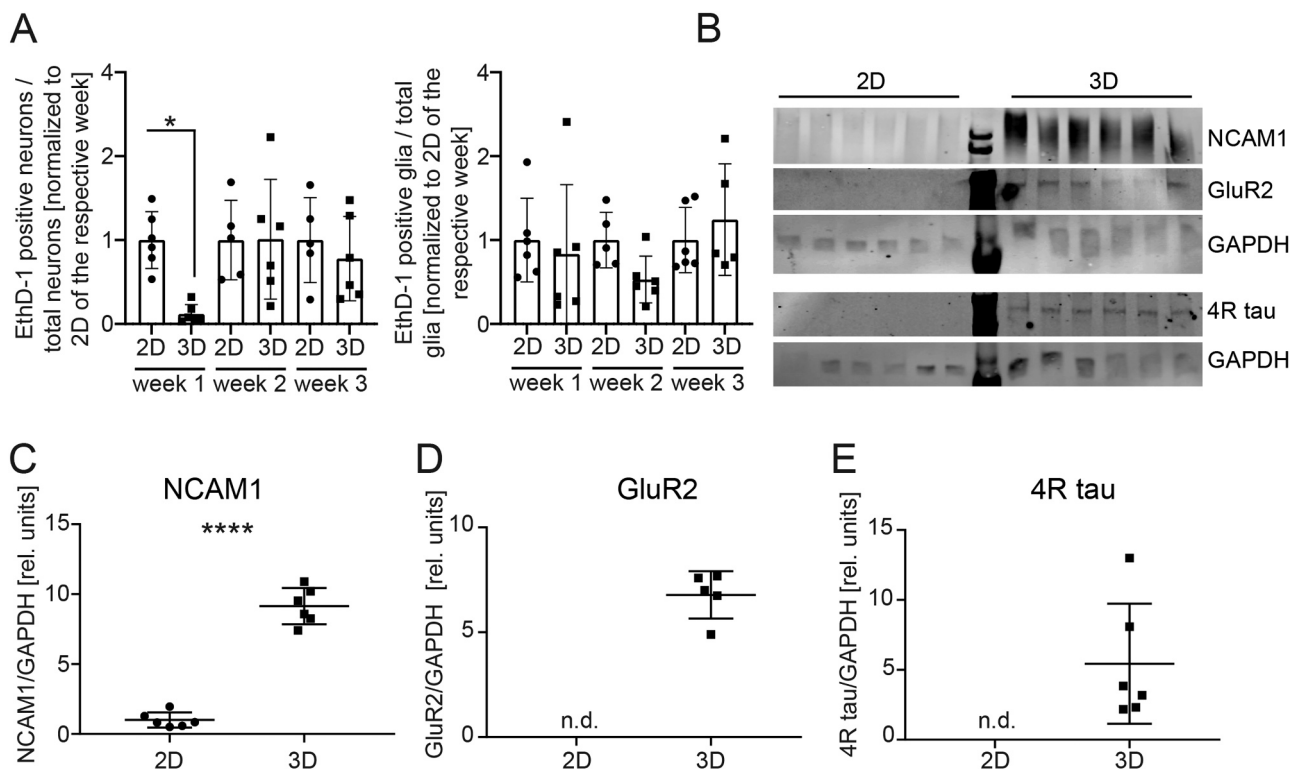 A
EthD-1 positive neurons /
total neurons [normalized to
2D of the respective week]
4
2
1
0
*
2D 3D 2D 3D 2D 3D
week 1 week 2 week 3
EthD-1 positive glia / total
glia [normalized to 2D of the
respective week]
4
2
1
0
2D 3D 2D 3D 2D 3D
week 1 week 2 week 3
B
2D 3D
NCAM1
GluR2
GAPDH
4R tau
GAPDH
C
NCAM1
NCAM1/GAPDH [rel. units]
15
10
5
0
****
2D 3D
D
GluR2
GluR2/GAPDH [rel. units]
10
5
0
n.d.
2D 3D
E
4R tau
4R tau/GAPDH [rel. units]
15
10
5
0
n.d.
2D 3D